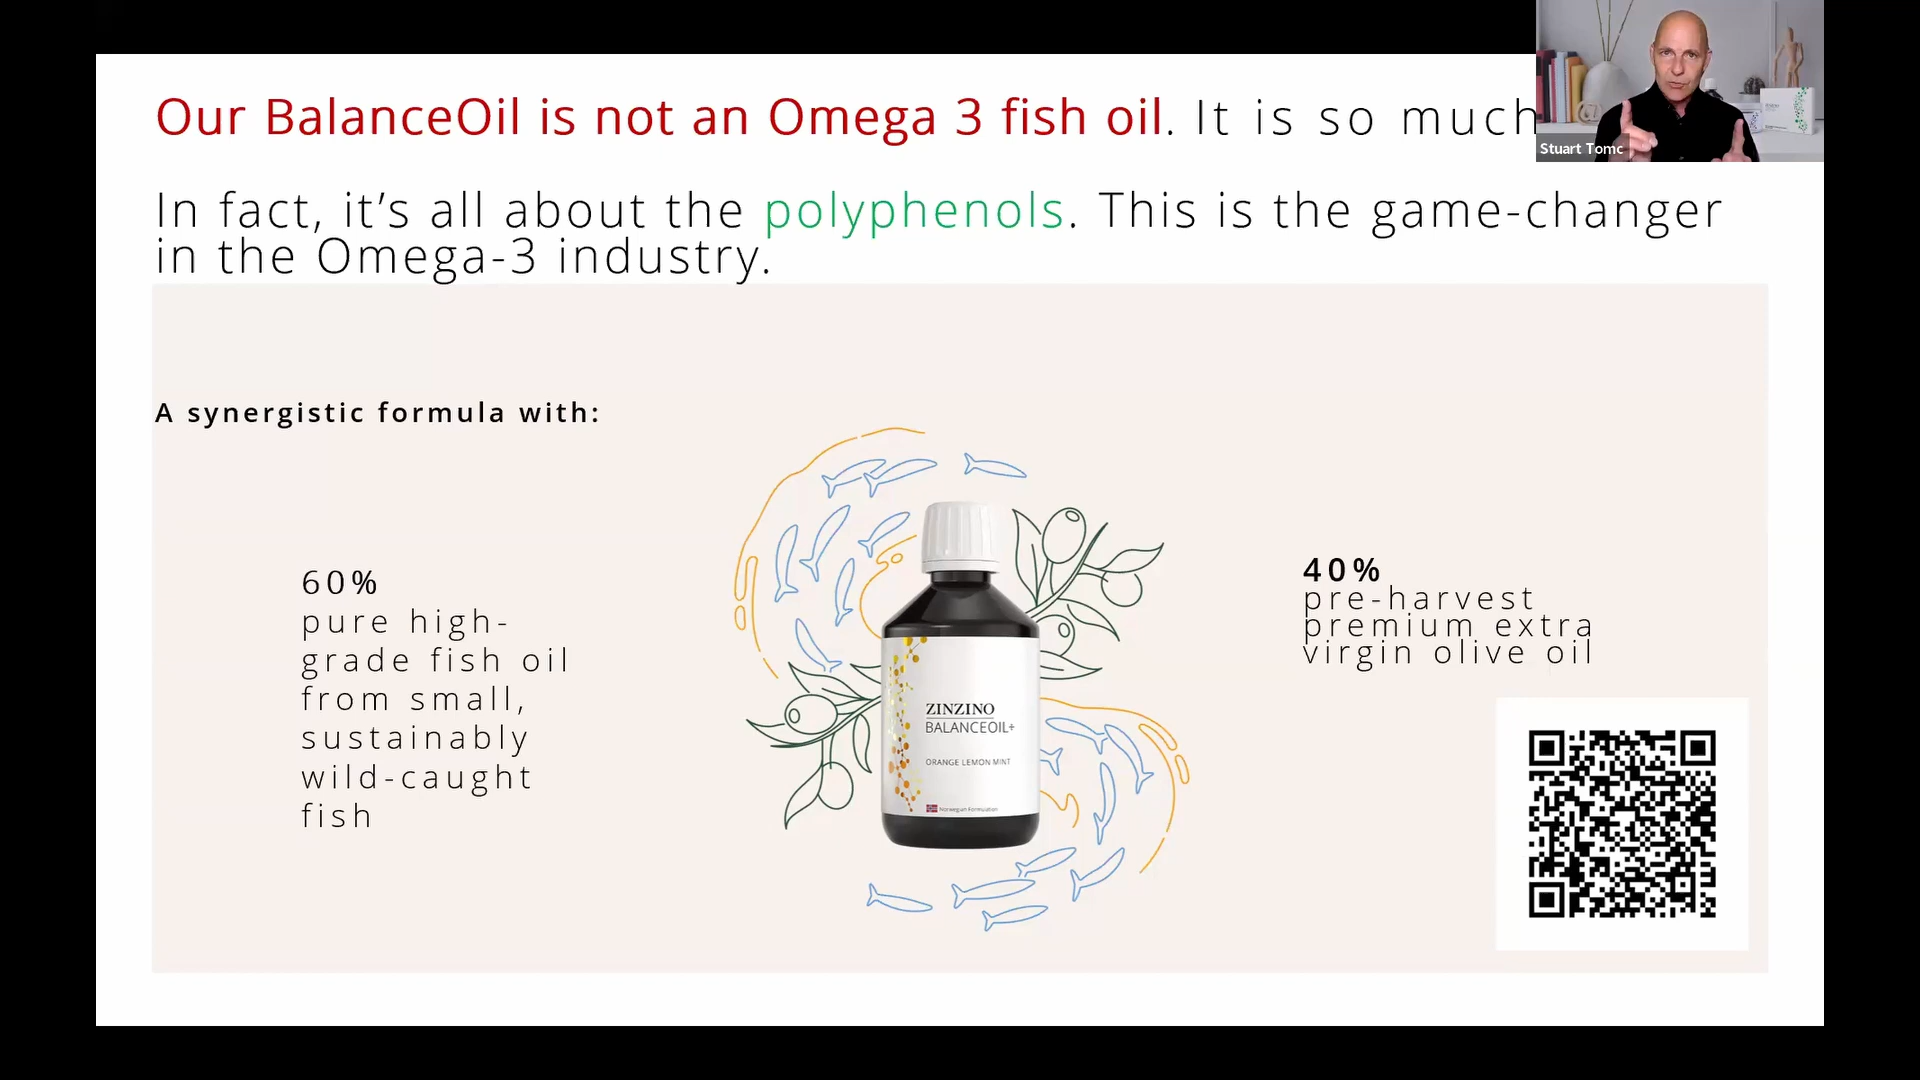 Our BalanceOil is not an Omega 3 fish oil. It is so much
Stuart Tomc
In fact, it's all about the polyphenols. This is the game-changer
in the Omega-3 industry.
A synergistic formula with:
60%
pure high-
grade fish oil
from small,
sustainably
wild-caught
fish
ZINZINO
BALANCEOIL+
ORANGE LEMON MINT
Norwegian Formulation
40%
pre-harvest
premium extra
virgin olive oil